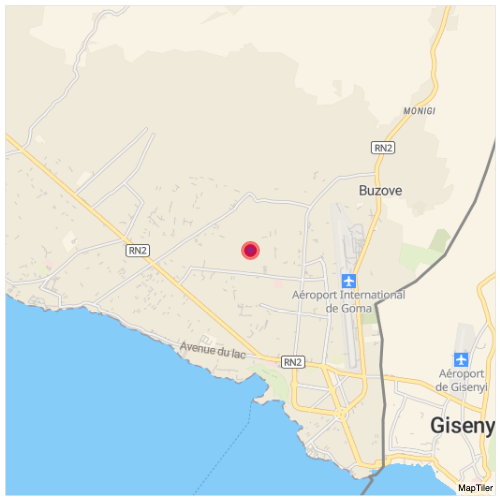 MONIGI
RN2
Buzove
RN2
Aéroport International
de Goma
Avenue du lac
RN2
Aéroport
de Gisenyi
Giseny
MapTiler